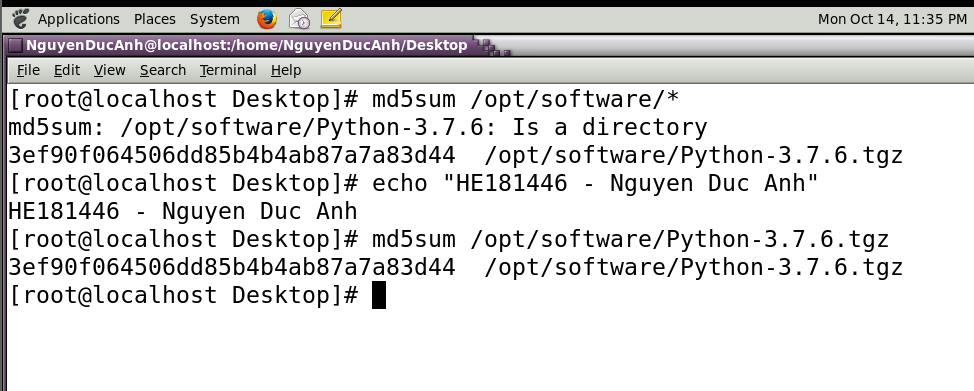 Applications Places System Mon Oct 14, 11:35 PM
NguyenDucAnh@localhost:/home/NguyenDucAnh/Desktop
File Edit View Search Terminal Help
[root@localhost Desktop]# md5sum /opt/software/*
md5sum: /opt/software/Python-3.7.6: Is a directory
3ef90f064506dd85b4b4ab87a7a83d44  /opt/software/Python-3.7.6.tgz
[root@localhost Desktop]# echo "HE181446 - Nguyen Duc Anh"
HE181446 - Nguyen Duc Anh
[root@localhost Desktop]# md5sum /opt/software/Python-3.7.6.tgz
3ef90f064506dd85b4b4ab87a7a83d44  /opt/software/Python-3.7.6.tgz
[root@localhost Desktop]#